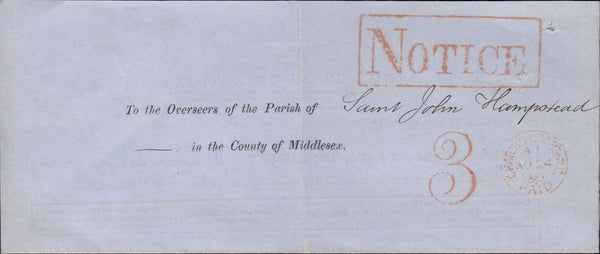 NOTICE
To the Overseers of the Parish of Saint John Hampstead
in the County of Middlesex.
3